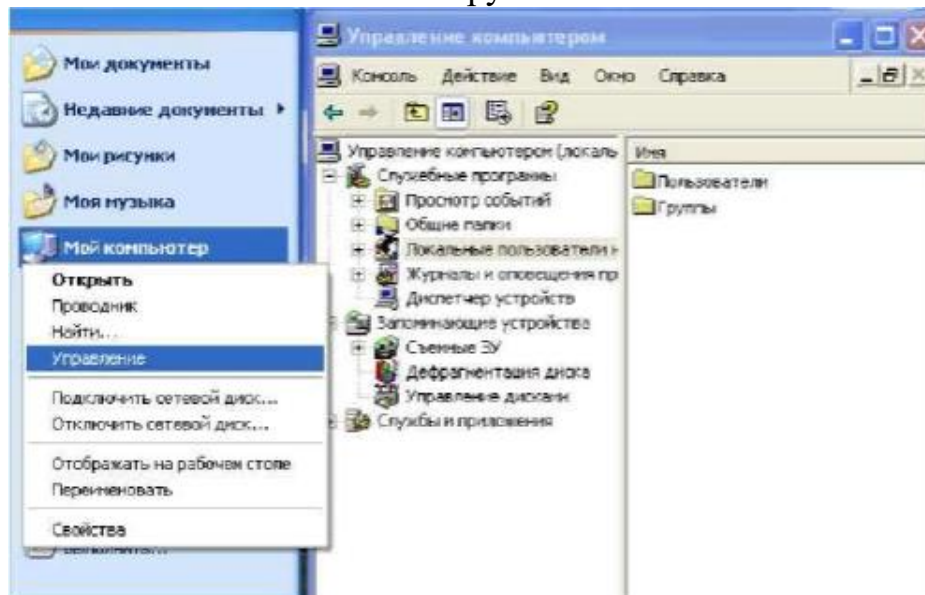 Мои документы
Недавние документы
Мои рисунки
Моя музыка
Мой компьютер
Открыть
Проводник
Найти...
Управление
Подключить сетевой диск...
Отключить сетевой диск...
Отображать на рабочем столе
Переименовать
Свойства
Управление компьютером
Консоль Действие Вид Окно Справка
Управление компьютером (локаль
Служебные программы
Просмотр событий
Общие папки
Локальные пользователи и
Журналы и оповещения пр
Диспетчер устройств
Запоминающие устройства
Съемные ЗУ
Дефрагментация диска
Управление дисками
Службы и приложения
Имя
Пользователи
Группы